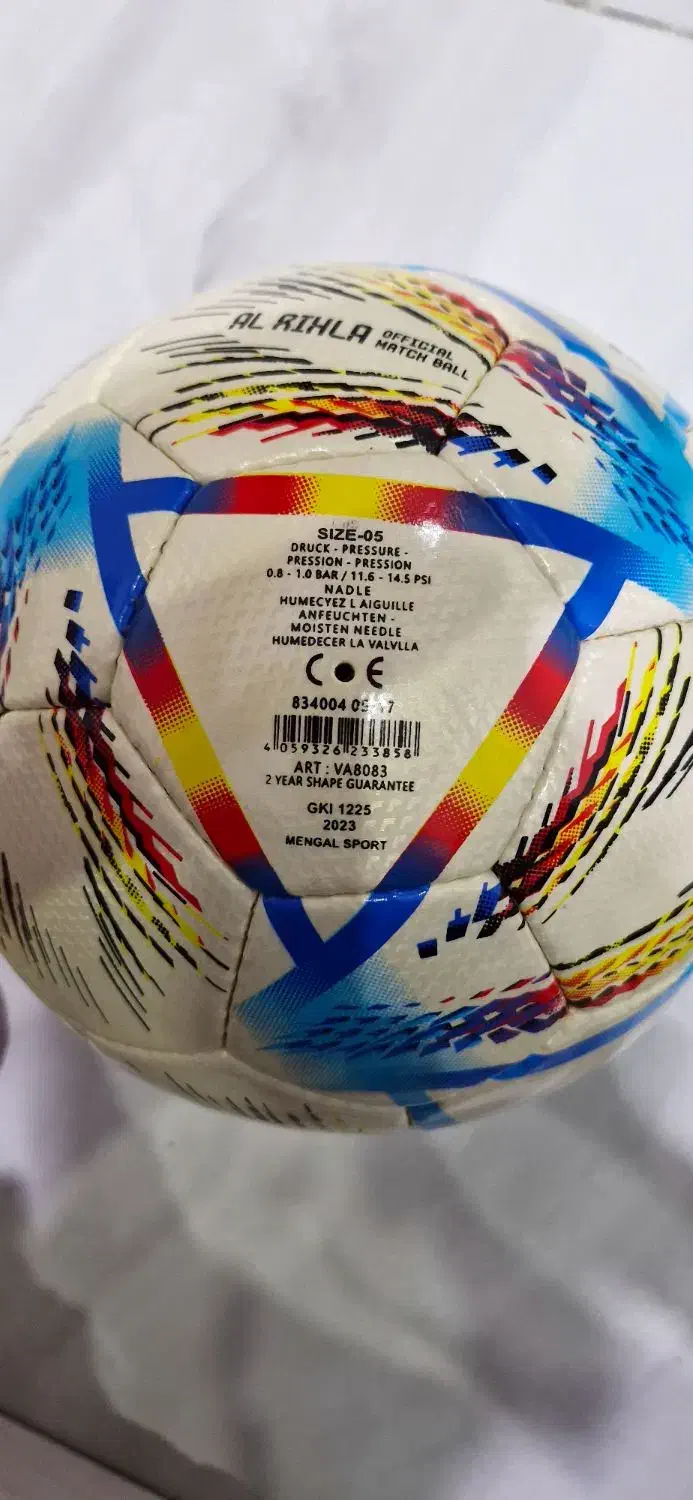 AL RIHLA OFFICIAL
MATCH BALL
SIZE-05
DRUCK - PRESSURE -
PRESSION - PRESSION
0.8 - 1.0 BAR / 11.6 - 14.5 PSI
NADLE
HUMECYEZ L AIGUILLE
ANFEUCHTEN -
MOISTEN NEEDLE
HUMEDECER LA VALVLLA
C E
834004
4 059326 233858
ART : VA8083
2 YEAR SHAPE GUARANTEE
GKI 1225
2023
MENGAL SPORT